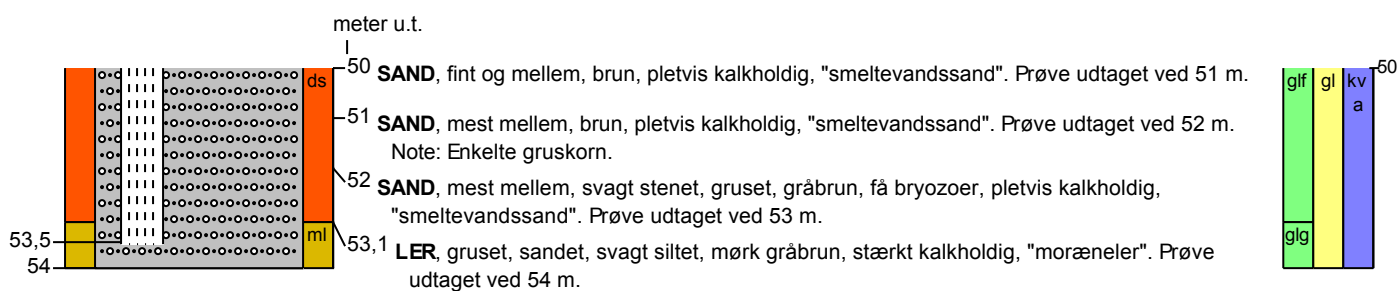 meter u.t.
50 SAND, fint og mellem, brun, pletvis kalkholdig, "smeltevandssand". Prøve udtaget ved 51 m.
ds
glf gl kv a
50
51 SAND, mest mellem, brun, pletvis kalkholdig, "smeltevandssand". Prøve udtaget ved 52 m.
Note: Enkelte gruskorn.
52 SAND, mest mellem, svagt stenet, gruset, gråbrun, få bryozoer, pletvis kalkholdig,
"smeltevandssand". Prøve udtaget ved 53 m.
53,5
ml
53,1 LER, gruset, sandet, svagt siltet, mørk gråbrun, stærkt kalkholdig, "moræneler". Prøve
udtaget ved 54 m.
glg
54